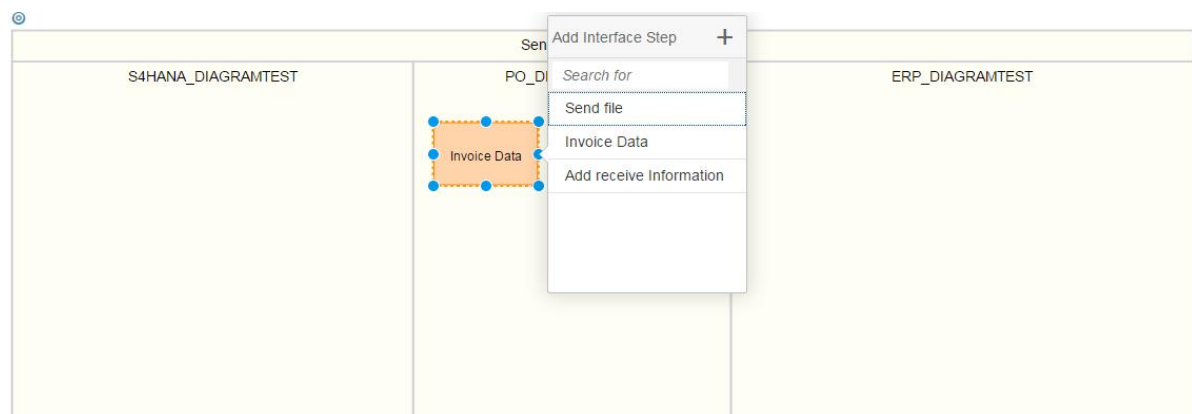 Sen
S4HANA_DIAGRAMTEST
PO_DI
ERP_DIAGRAMTEST
Invoice Data
Add Interface Step
Search for
Send file
Invoice Data
Add receive Information